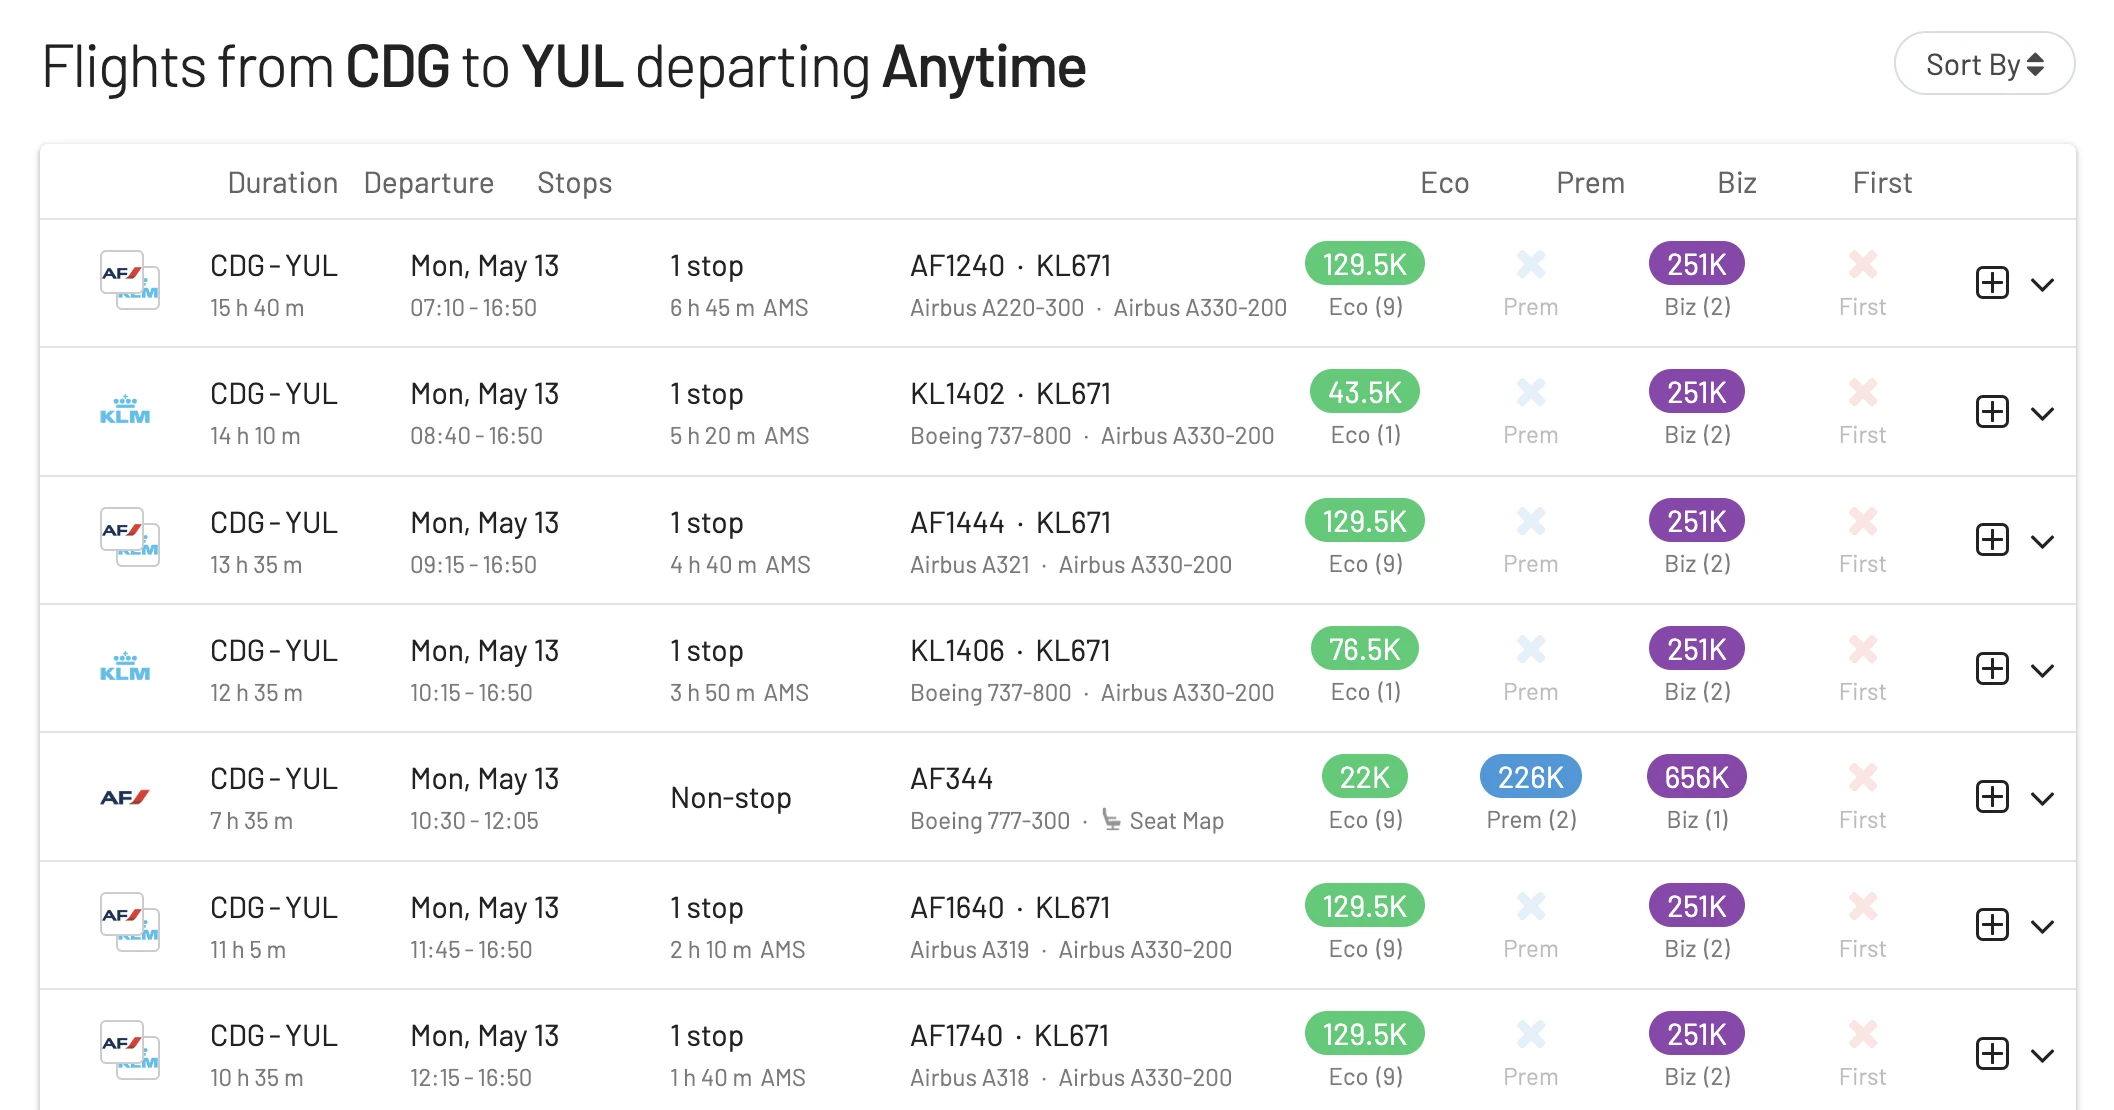 Flights from CDG to YUL departing Anytime
Sort By
Duration Departure Stops Eco Prem Biz First
AF KLM CDG - YUL Mon, May 13 1 stop AF1240 · KL671 129.5K 251K
15 h 40 m 07:10 - 16:50 6 h 45 m AMS Airbus A220-300 · Airbus A330-200 Eco (9) Prem Biz (2) First
KLM CDG - YUL Mon, May 13 1 stop KL1402 · KL671 43.5K 251K
14 h 10 m 08:40 - 16:50 5 h 20 m AMS Boeing 737-800 · Airbus A330-200 Eco (1) Prem Biz (2) First
AF KLM CDG - YUL Mon, May 13 1 stop AF1444 · KL671 129.5K 251K
13 h 35 m 09:15 - 16:50 4 h 40 m AMS Airbus A321 · Airbus A330-200 Eco (9) Prem Biz (2) First
KLM CDG - YUL Mon, May 13 1 stop KL1406 · KL671 76.5K 251K
12 h 35 m 10:15 - 16:50 3 h 50 m AMS Boeing 737-800 · Airbus A330-200 Eco (1) Prem Biz (2) First
AF CDG - YUL Mon, May 13 Non-stop AF344 22K 226K 656K
7 h 35 m 10:30 - 12:05 Boeing 777-300 · Seat Map Eco (9) Prem (2) Biz (1) First
AF KLM CDG - YUL Mon, May 13 1 stop AF1640 · KL671 129.5K 251K
11 h 5 m 11:45 - 16:50 2 h 10 m AMS Airbus A319 · Airbus A330-200 Eco (9) Prem Biz (2) First
AF KLM CDG - YUL Mon, May 13 1 stop AF1740 · KL671 129.5K 251K
10 h 35 m 12:15 - 16:50 1 h 40 m AMS Airbus A318 · Airbus A330-200 Eco (9) Prem Biz (2) First